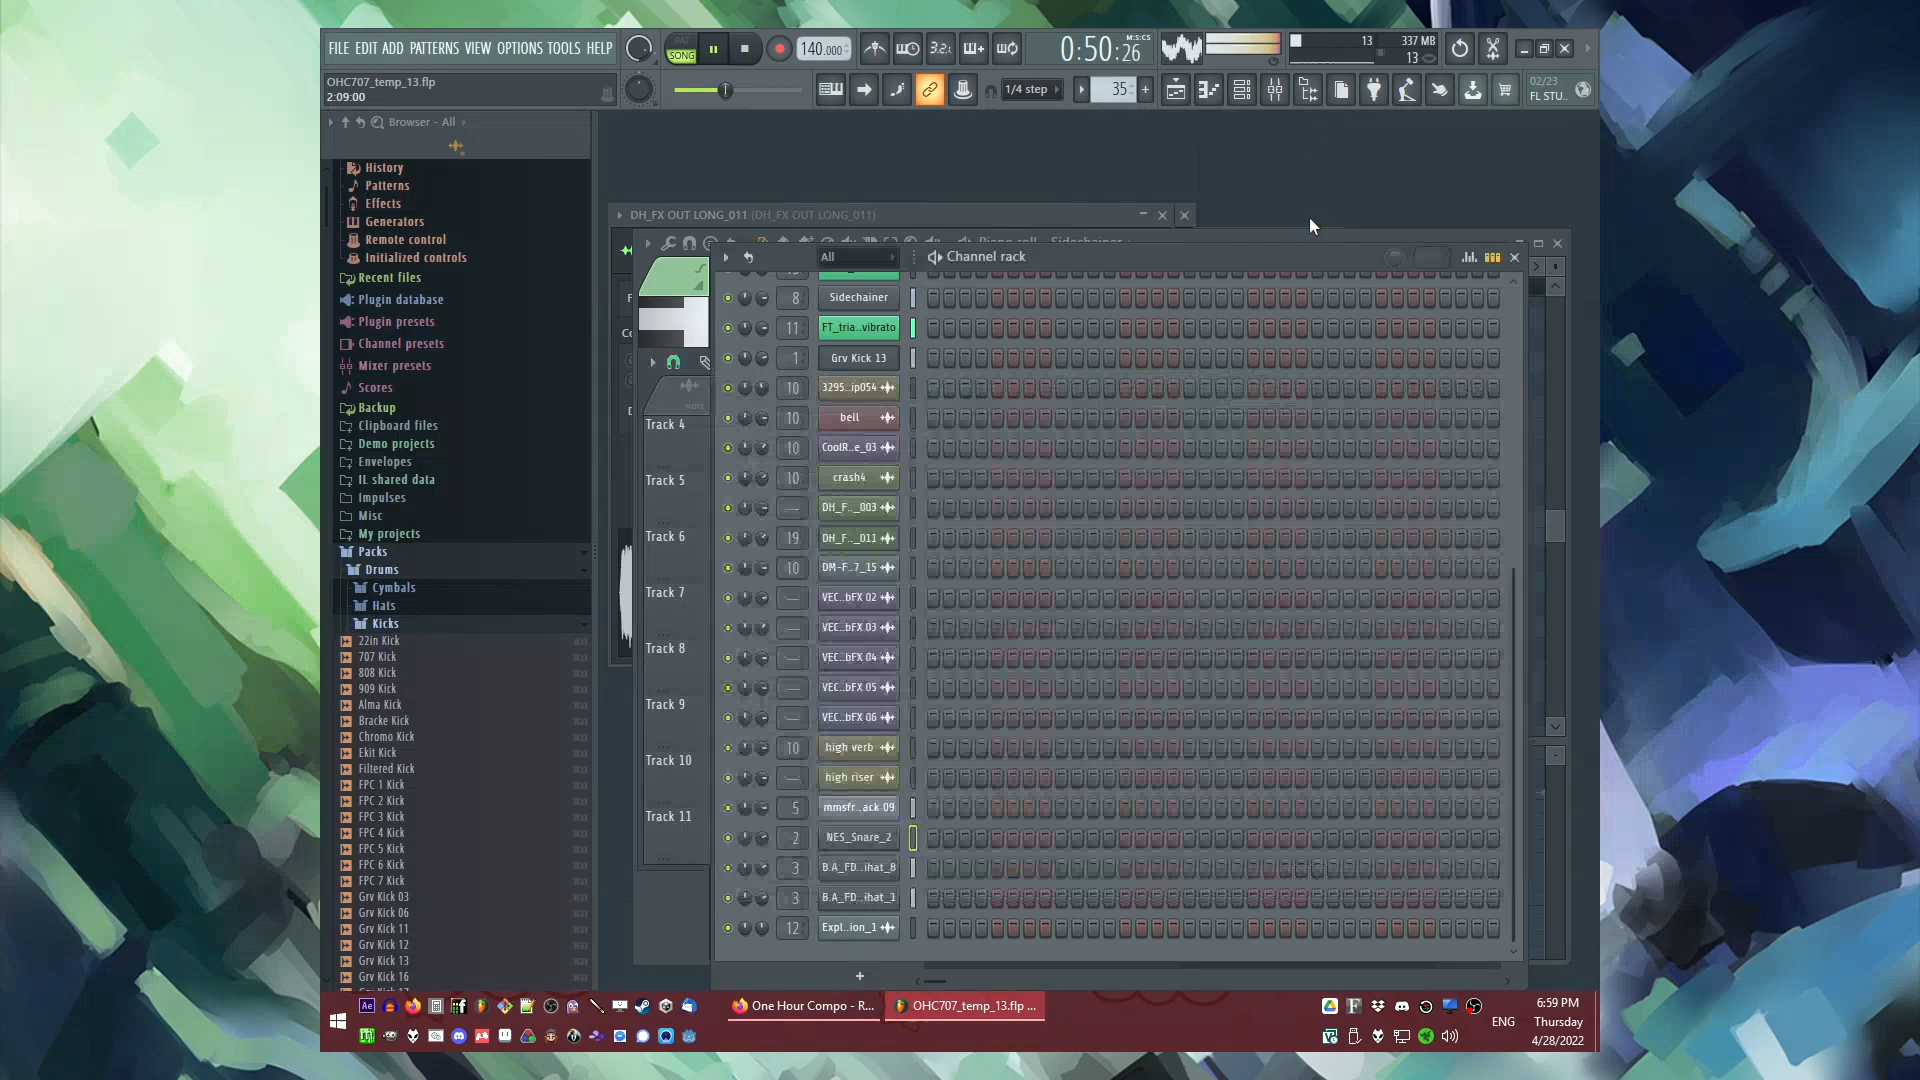 FILE EDIT ADD PATTERNS VIEW OPTIONS TOOLS HELP
PAT
SONG
140.000
3.2.
0:50:26
M:S:CS
13
337 MB
13
OHC707_temp_13.flp
2:09:00
1/4 step
35
02/23
FL STU..
Browser - All
History
Patterns
Effects
Generators
Remote control
Initialized controls
Recent files
Plugin database
Plugin presets
Channel presets
Mixer presets
Scores
Backup
Clipboard files
Demo projects
Envelopes
IL shared data
Impulses
Misc
My projects
Packs
Drums
Cymbals
Hats
Kicks
22in Kick
707 Kick
808 Kick
909 Kick
Alma Kick
Bracke Kick
Chromo Kick
Ekit Kick
Filtered Kick
FPC 1 Kick
FPC 2 Kick
FPC 3 Kick
FPC 4 Kick
FPC 5 Kick
FPC 6 Kick
FPC 7 Kick
Grv Kick 03
Grv Kick 06
Grv Kick 11
Grv Kick 12
Grv Kick 13
Grv Kick 16
DH_FX OUT LONG_011 (DH_FX OUT LONG_011)
All
Channel rack
8 Sidechainer
11 FT_tria..vibrato
1 Grv Kick 13
10 3295..ip054
10 bell
10 CoolR..e_03
10 crash4
DH_F.._003
19 DH_F.._011
10 DM-F..7_15
VEC..bFX 02
VEC..bFX 03
VEC..bFX 04
VEC..bFX 05
VEC..bFX 06
10 high verb
high riser
5 mmsfr..ack 09
2 NES_Snare_2
3 B.A_FD..ihat_8
3 B.A_FD..ihat_1
12 Expl..ion_1
Track 4
Track 5
Track 6
Track 7
Track 8
Track 9
Track 10
Track 11
One Hour Compo - R...
OHC707_temp_13.flp ...
ENG
6:59 PM
Thursday
4/28/2022